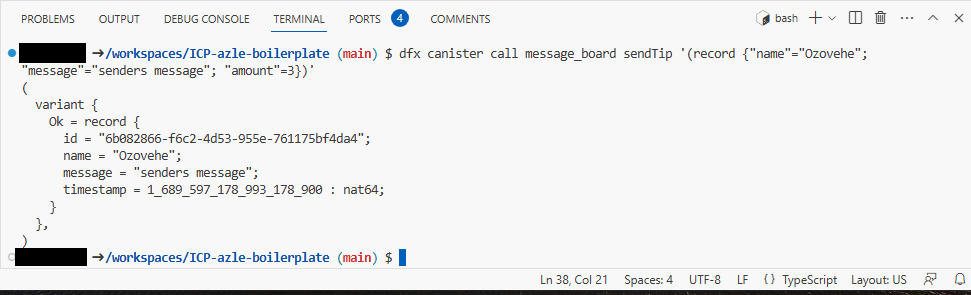 PROBLEMS OUTPUT DEBUG CONSOLE TERMINAL PORTS 4 COMMENTS bash
➜/workspaces/ICP-azle-boilerplate (main) $ dfx canister call message_board sendTip '(record {"name"="Ozovehe";
"message"="senders message"; "amount"=3})'
(
  variant {
    Ok = record {
      id = "6b082866-f6c2-4d53-955e-761175bf4da4";
      name = "Ozovehe";
      message = "senders message";
      timestamp = 1_689_597_178_993_178_900 : nat64;
    }
  },
)
➜/workspaces/ICP-azle-boilerplate (main) $
Ln 38, Col 21 Spaces: 4 UTF-8 LF {} TypeScript Layout: US